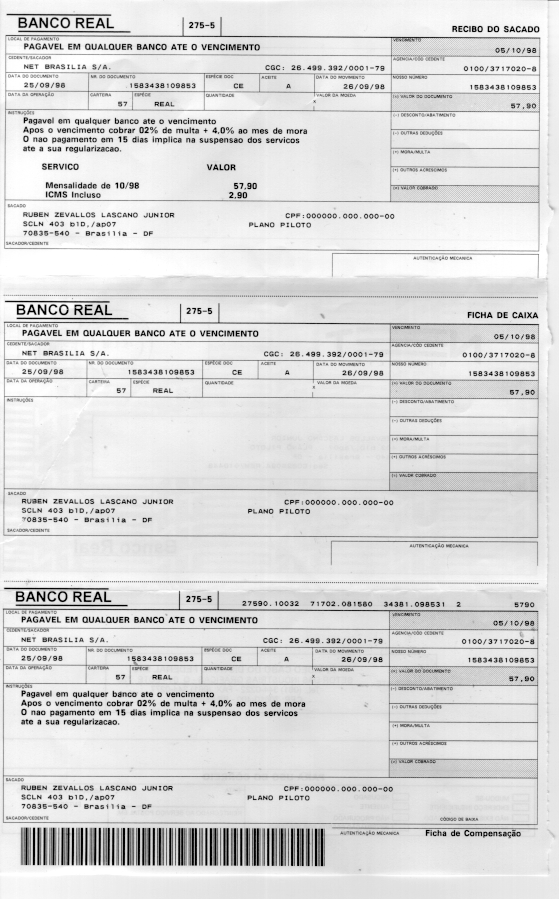 BANCO REAL 275-5 RECIBO DO SACADO
LOCAL DE PAGAMENTO VENCIMENTO
PAGAVEL EM QUALQUER BANCO ATE O VENCIMENTO 05/10/98
CEDENTE/SACADOR AGENCIA/CÓD CEDENTE
NET BRASILIA S/A. CGC: 26.499.392/0001-79 0100/3717020-8
DATA DO DOCUMENTO NR. DO DOCUMENTO ESPÉCIE DOC ACEITE DATA DO MOVIMENTO NOSSO NÚMERO
25/09/98 1583438109853 CE A 26/09/98 1583438109853
DATA DA OPERAÇÃO CARTEIRA ESPÉCIE QUANTIDADE VALOR DA MOEDA (=) VALOR DO DOCUMENTO
57 REAL x 57,90
INSTRUÇÕES (-) DESCONTO/ABATIMENTO
Pagavel em qualquer banco ate o vencimento
Apos o vencimento cobrar 02% de multa + 4,0% ao mes de mora (-) OUTRAS DEDUÇÕES
O nao pagamento em 15 dias implica na suspensao dos servicos
ate a sua regularizacao. (+) MORA/MULTA
SERVICO VALOR (+) OUTROS ACRÉSCIMOS
Mensalidade de 10/98 57,90 (=) VALOR COBRADO
ICMS Incluso 2.90
SACADO
RUBEN ZEVALLOS LASCANO JUNIOR CPF:000000.000.000-00
SCLN 403 blD,/ap07 PLANO PILOTO
70835-540 - Brasilia - DF
SACADOR/CEDENTE
AUTENTICAÇÃO MECANICA
BANCO REAL 275-5 FICHA DE CAIXA
LOCAL DE PAGAMENTO VENCIMENTO
PAGAVEL EM QUALQUER BANCO ATE O VENCIMENTO 05/10/98
CEDENTE/SACADOR AGENCIA/CÓD CEDENTE
NET BRASILIA S/A. CGC: 26.499.392/0001-79 0100/3717020-8
DATA DO DOCUMENTO NR. DO DOCUMENTO ESPÉCIE DOC ACEITE DATA DO MOVIMENTO NOSSO NÚMERO
25/09/98 1583438109853 CE A 26/09/98 1583438109853
DATA DA OPERAÇÃO CARTEIRA ESPÉCIE QUANTIDADE VALOR DA MOEDA (=) VALOR DO DOCUMENTO
57 REAL x 57,90
INSTRUÇÕES (-) DESCONTO/ABATIMENTO
(-) OUTRAS DEDUÇÕES
(+) MORA/MULTA
(+) OUTROS ACRÉSCIMOS
(=) VALOR COBRADO
SACADO
RUBEN ZEVALLOS LASCANO JUNIOR CPF:000000.000.000-00
SCLN 403 blD,/ap07 PLANO PILOTO
70835-540 - Brasilia - DF
SACADOR/CEDENTE
AUTENTICAÇÃO MECANICA
BANCO REAL 275-5 27590.10032 71702.081580 34381.098531 2 5790
LOCAL DE PAGAMENTO VENCIMENTO
PAGAVEL EM QUALQUER BANCO ATE O VENCIMENTO 05/10/98
CEDENTE/SACADOR AGENCIA/CÓD CEDENTE
NET BRASILIA S/A. CGC: 26.499.392/0001-79 0100/3717020-8
DATA DO DOCUMENTO NR. DO DOCUMENTO ESPÉCIE DOC ACEITE DATA DO MOVIMENTO NOSSO NÚMERO
25/09/98 1583438109853 CE A 26/09/98 1583438109853
DATA DA OPERAÇÃO CARTEIRA ESPÉCIE QUANTIDADE VALOR DA MOEDA (=) VALOR DO DOCUMENTO
57 REAL x 57,90
INSTRUÇÕES (-) DESCONTO/ABATIMENTO
Pagavel em qualquer banco ate o vencimento
Apos o vencimento cobrar 02% de multa + 4,0% ao mes de mora (-) OUTRAS DEDUÇÕES
O nao pagamento em 15 dias implica na suspensao dos servicos
ate a sua regularizacao. (+) MORA/MULTA
(+) OUTROS ACRÉSCIMOS
(=) VALOR COBRADO
SACADO
RUBEN ZEVALLOS LASCANO JUNIOR CPF:000000.000.000-00
SCLN 403 blD,/ap07 PLANO PILOTO
70835-540 - Brasilia - DF
SACADOR/CEDENTE CÓDIGO DE BAIXA
AUTENTICAÇÃO MECANICA Ficha de Compensação